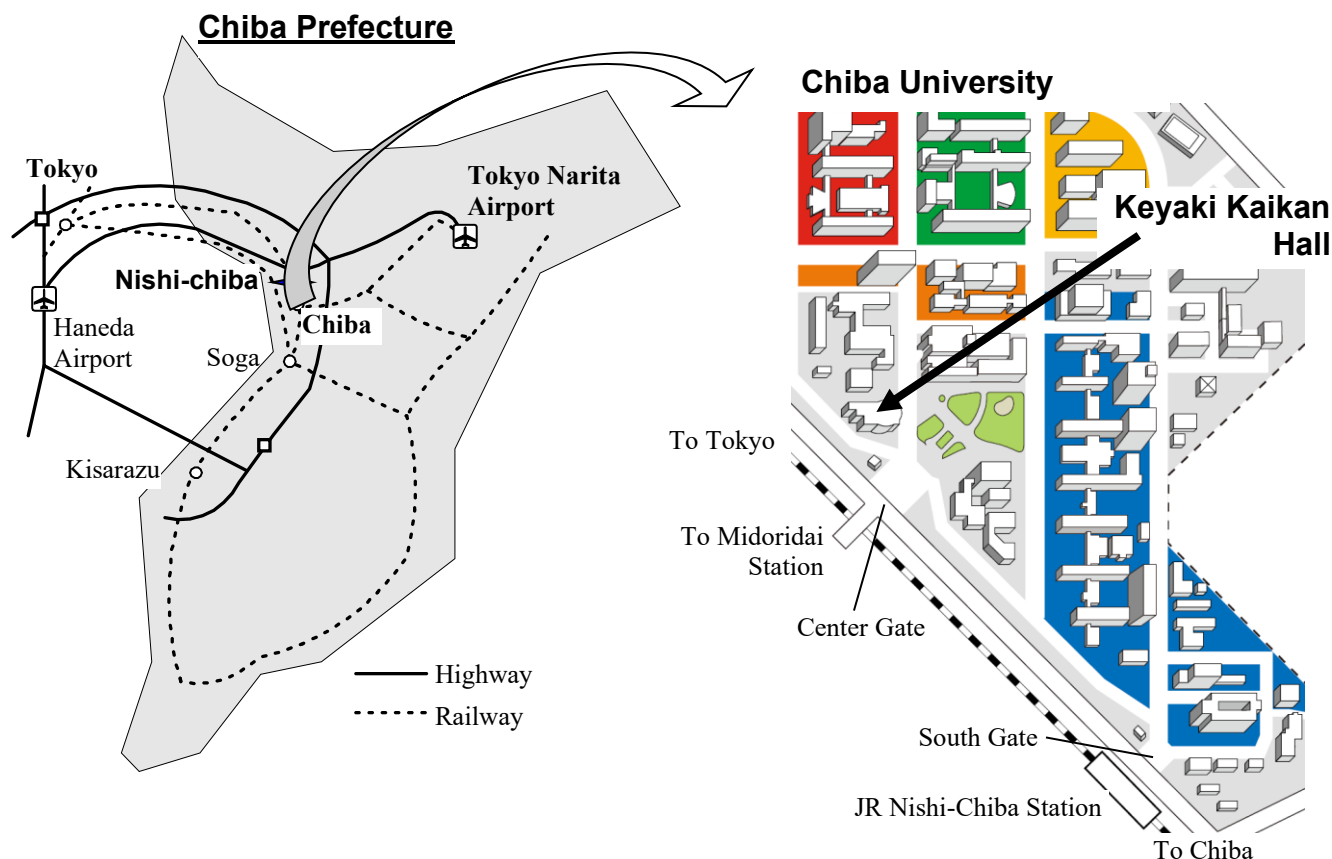 Chiba Prefecture
Tokyo
Tokyo Narita
Airport
Nishi-chiba
Chiba
Haneda
Airport
Soga
Kisarazu
Highway
Railway
Chiba University
Keyaki Kaikan
Hall
To Tokyo
To Midoridai
Station
Center Gate
South Gate
JR Nishi-Chiba Station
To Chiba